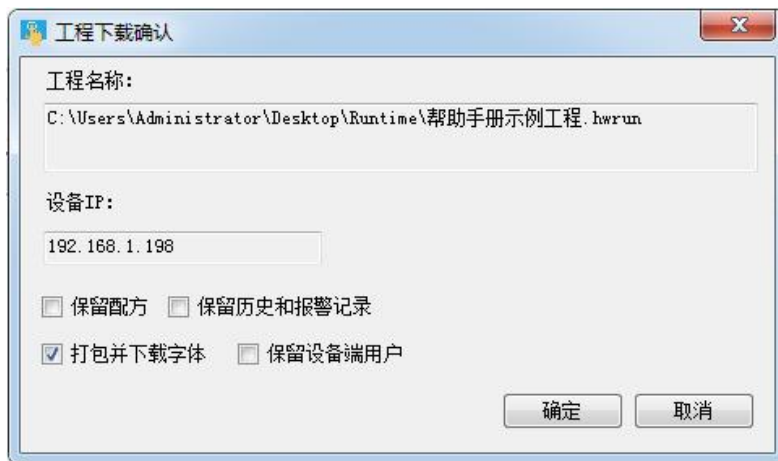 工程下载确认
工程名称:
C:\Users\Administrator\Desktop\Runtime\帮助手册示例工程.hwrun
设备IP:
192.168.1.198
保留配方 保留历史和报警记录
打包并下载字体 保留设备端用户
确定 取消